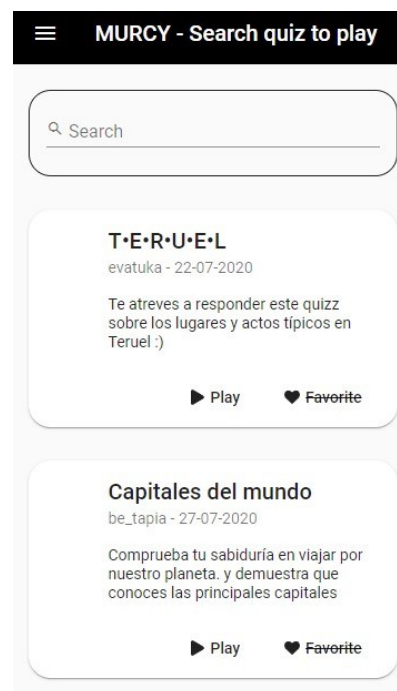 MURCY - Search quiz to play
Search
T•E•R•U•E•L
evatuka - 22-07-2020
Te atreves a responder este quizz
sobre los lugares y actos típicos en
Teruel :)
Play Favorite
Capitales del mundo
be_tapia - 27-07-2020
Comprueba tu sabiduría en viajar por
nuestro planeta. y demuestra que
conoces las principales capitales
Play Favorite